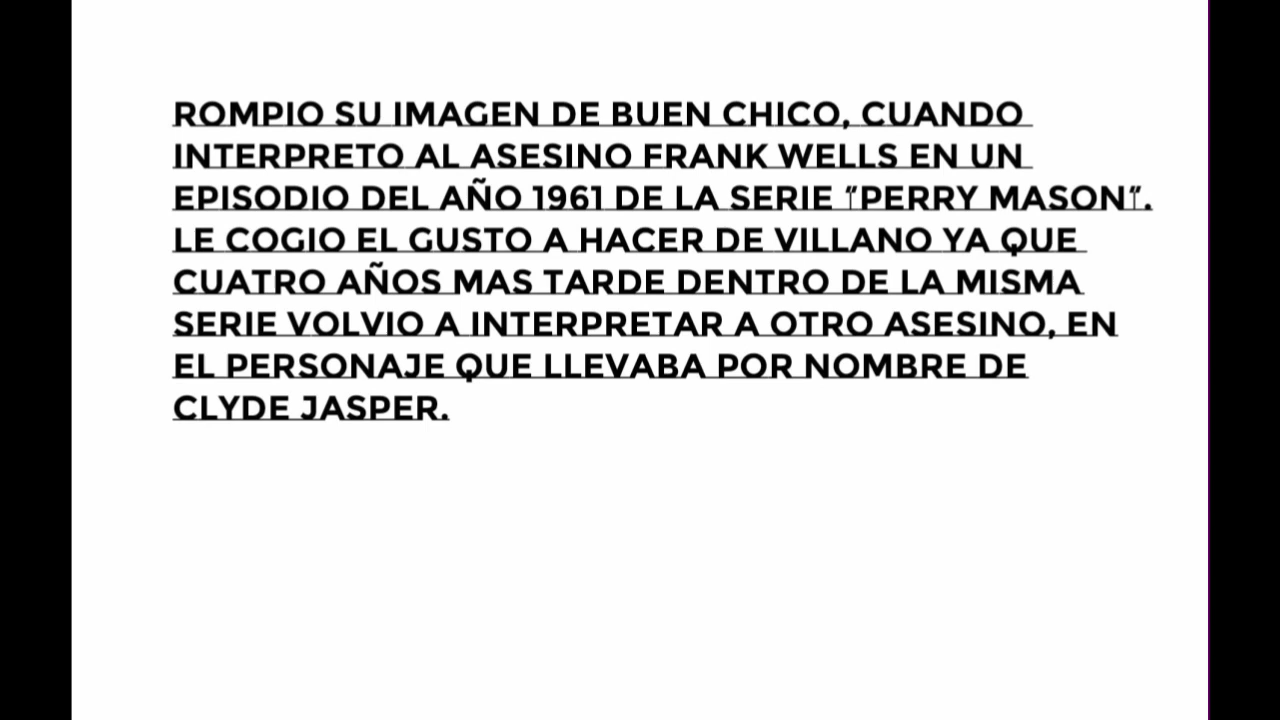 ROMPIO SU IMAGEN DE BUEN CHICO, CUANDO
INTERPRETO AL ASESINO FRANK WELLS EN UN
EPISODIO DEL AÑO 1961 DE LA SERIE "PERRY MASON".
LE COGIO EL GUSTO A HACER DE VILLANO YA QUE
CUATRO AÑOS MAS TARDE DENTRO DE LA MISMA
SERIE VOLVIO A INTERPRETAR A OTRO ASESINO, EN
EL PERSONAJE QUE LLEVABA POR NOMBRE DE
CLYDE JASPER.